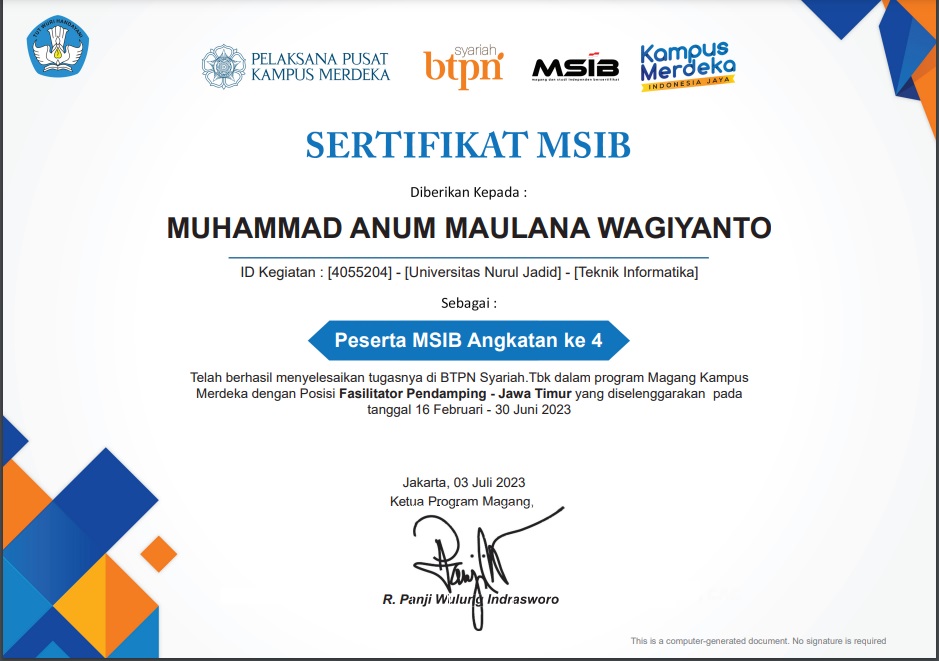 TUT WURI HANDAYANI
PELAKSANA PUSAT
KAMPUS MERDEKA
syariah
btpn
MSIB
magang dan studi independen bersertifikat
Kampus
Merdeka
INDONESIA JAYA
SERTIFIKAT MSIB
Diberikan Kepada :
MUHAMMAD ANUM MAULANA WAGIYANTO
ID Kegiatan : [4055204] - [Universitas Nurul Jadid] - [Teknik Informatika]
Sebagai :
Peserta MSIB Angkatan ke 4
Telah berhasil menyelesaikan tugasnya di BTPN Syariah.Tbk dalam program Magang Kampus
Merdeka dengan Posisi Fasilitator Pendamping - Jawa Timur yang diselenggarakan pada
tanggal 16 Februari - 30 Juni 2023
Jakarta, 03 Juli 2023
Ketua Program Magang,
R. Panji Wulung Indrasworo
This is a computer-generated document. No signature is required